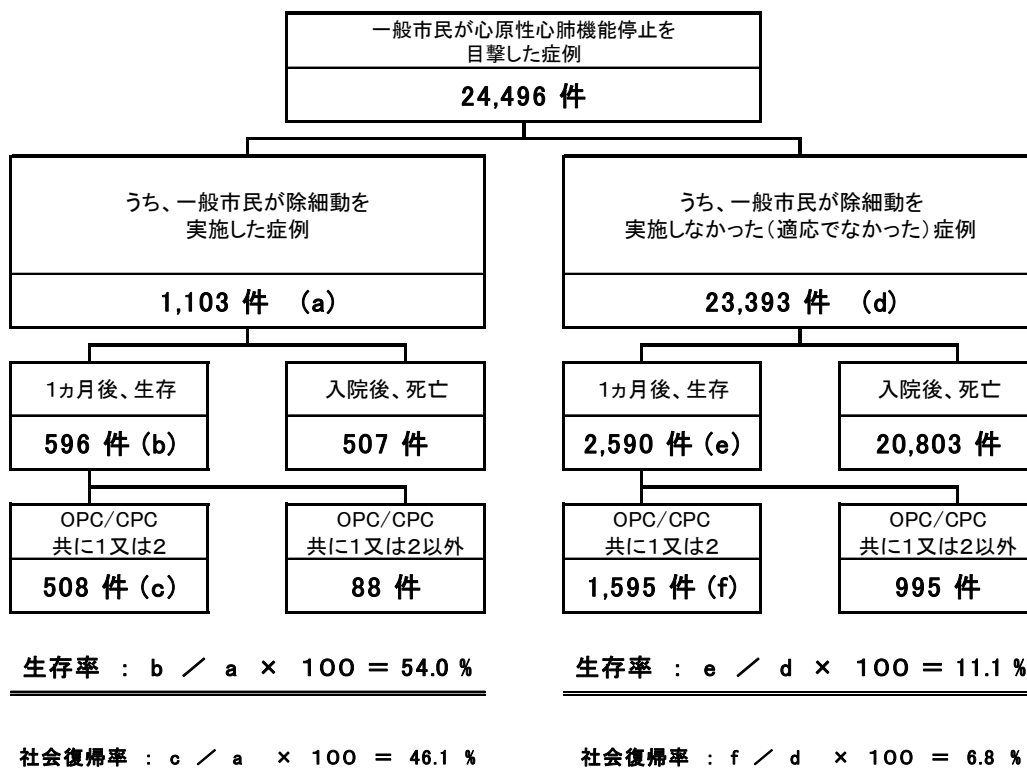 一般市民が心原性心肺機能停止を
目撃した症例
24,496 件
うち、一般市民が除細動を
実施した症例
1,103 件 (a)
うち、一般市民が除細動を
実施しなかった(適応でなかった)症例
23,393 件 (d)
1ヵ月後、生存
596 件 (b)
入院後、死亡
507 件
1ヵ月後、生存
2,590 件 (e)
入院後、死亡
20,803 件
OPC/CPC
共に1又は2
508 件 (c)
OPC/CPC
共に1又は2以外
88 件
OPC/CPC
共に1又は2
1,595 件 (f)
OPC/CPC
共に1又は2以外
995 件
生存率 : b / a × 100 = 54.0 %
生存率 : e / d × 100 = 11.1 %
社会復帰率 : c / a × 100 = 46.1 %
社会復帰率 : f / d × 100 = 6.8 %